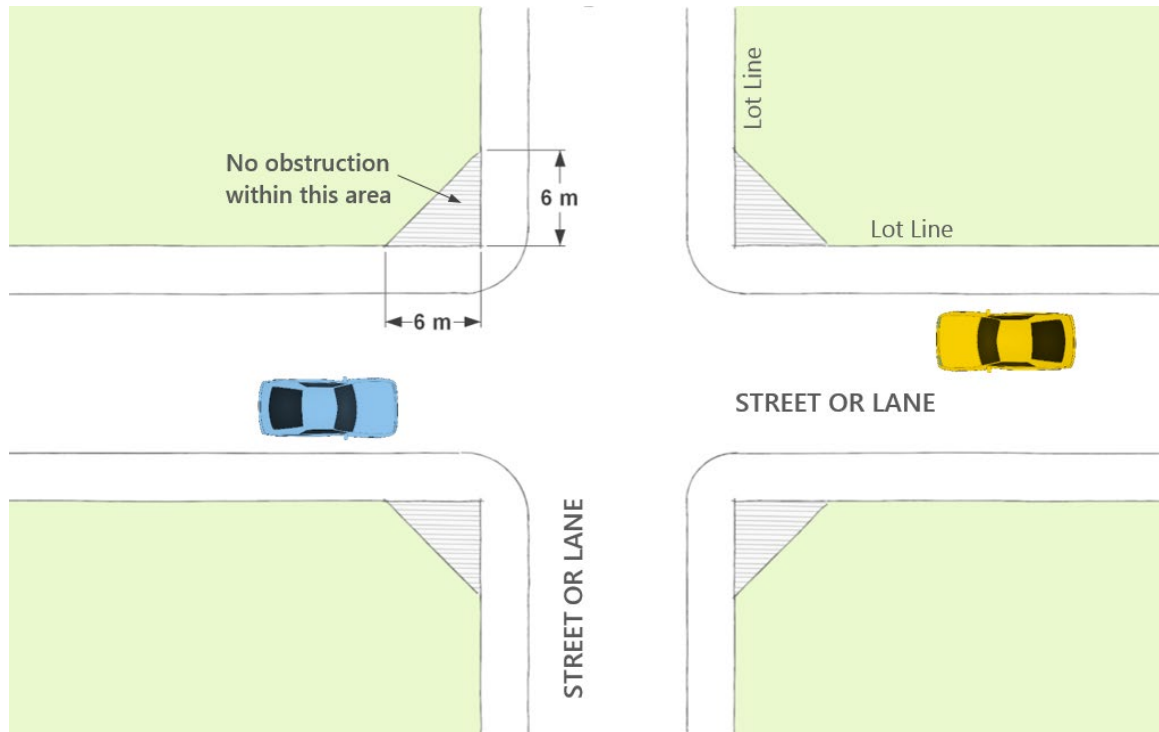 Lot Line
No obstruction
within this area
6 m
Lot Line
6 m
STREET OR LANE
STREET OR LANE